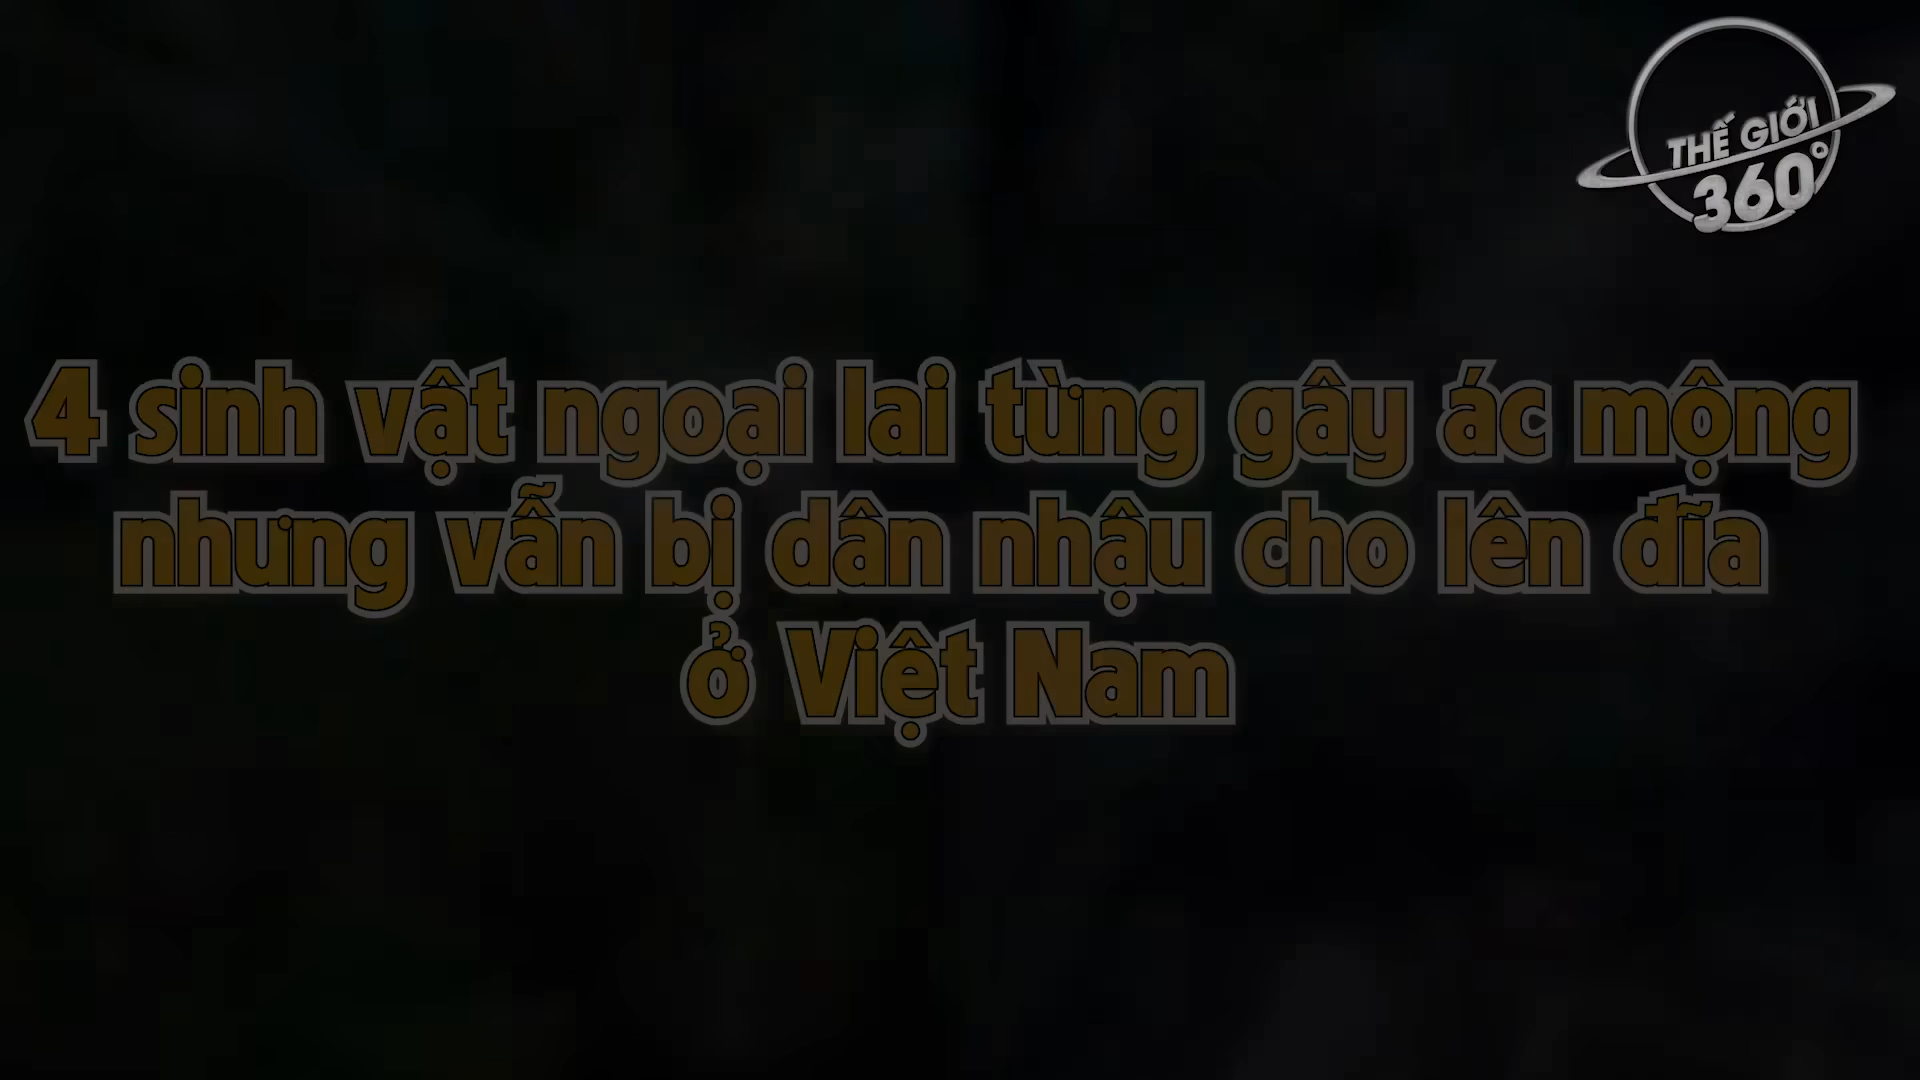 THẾ GIỚI
360°
4 sinh vật ngoại lai từng gây ác mộng
nhưng vẫn bị dân nhậu cho lên đĩa
ở Việt Nam